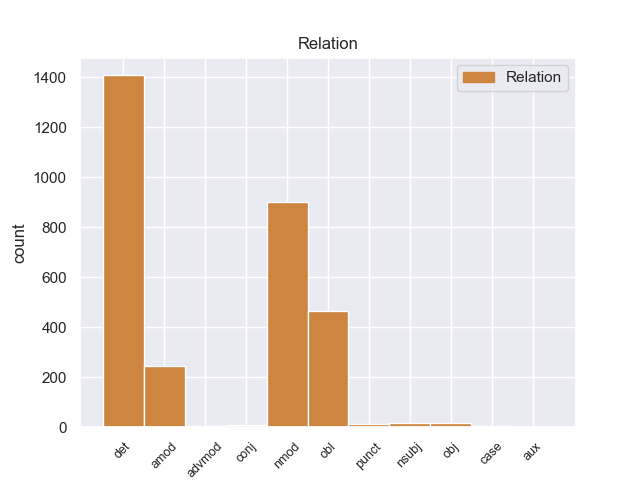 Relation
Relation
count
1400
1200
1000
800
600
400
200
0
det
amod
advmod
conj
nmod
obl
punct
nsubj
obj
case
aux